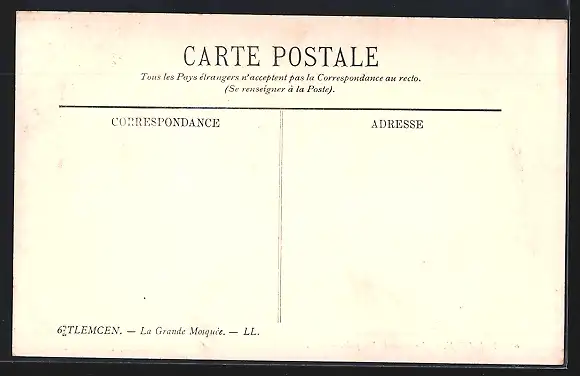 CARTE POSTALE
Tous les Pays étrangers n'acceptent pas la Correspondance au recto.
(Se renseigner à la Poste).
CORRESPONDANCE
ADRESSE
TLEMCEN. — La Grande Mosquée. — LL.